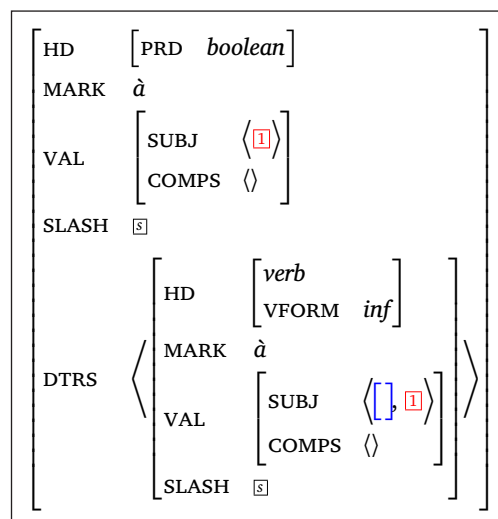 HD [PRD boolean]
MARK à
VAL [SUBJ ⟨1⟩
COMPS ⟨⟩]
SLASH s
DTRS ⟨[HD [verb
VFORM inf]
MARK à
VAL [SUBJ ⟨[ ], 1⟩
COMPS ⟨⟩]
SLASH s]⟩